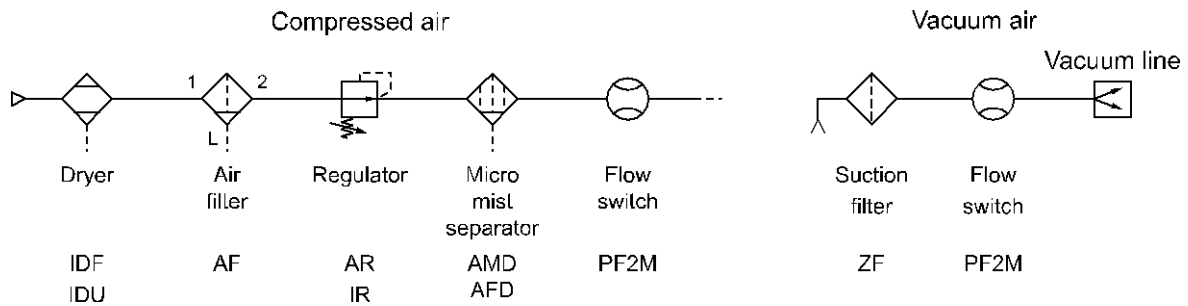 Compressed air
Vacuum air
Vacuum line
1
2
L
Dryer
Air
filler
Regulator
Micro
mist
separator
Flow
switch
Suction
filter
Flow
switch
IDF
IDU
AF
AR
IR
AMD
AFD
PF2M
ZF
PF2M